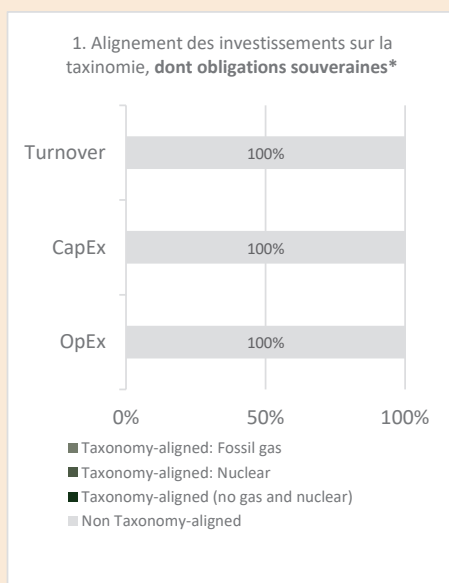 1. Alignement des investissements sur la
taxinomie, dont obligations souveraines*
Turnover
100%
CapEx
100%
OpEx
100%
0%
50%
100%
Taxonomy-aligned: Fossil gas
Taxonomy-aligned: Nuclear
Taxonomy-aligned (no gas and nuclear)
Non Taxonomy-aligned